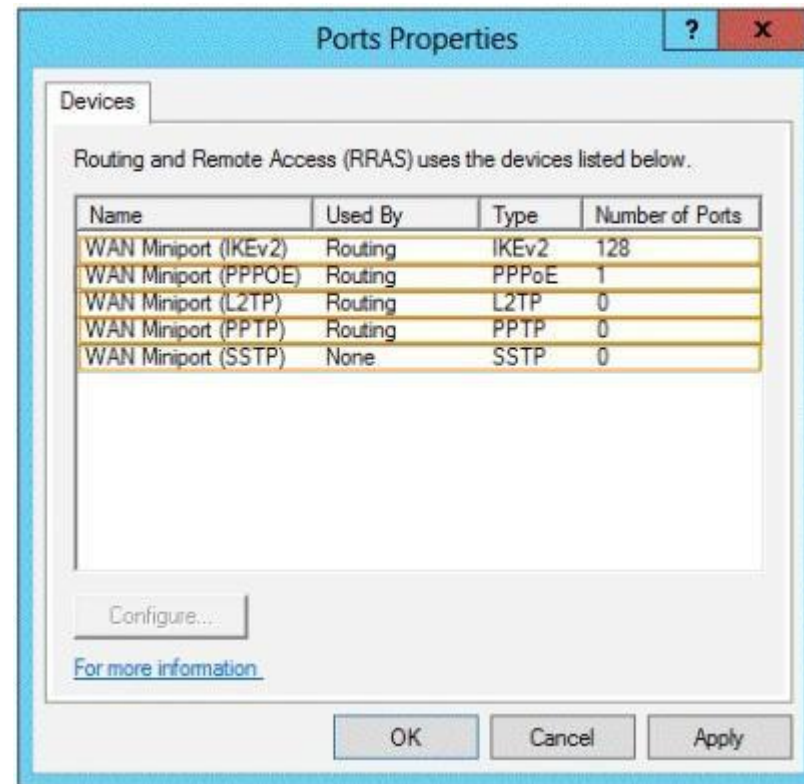 Ports Properties ? x
Devices
Routing and Remote Access (RRAS) uses the devices listed below.
Name Used By Type Number of Ports
WAN Miniport (IKEv2) Routing IKEv2 128
WAN Miniport (PPPOE) Routing PPPoE 1
WAN Miniport (L2TP) Routing L2TP 0
WAN Miniport (PPTP) Routing PPTP 0
WAN Miniport (SSTP) None SSTP 0
Configure...
For more information
OK Cancel Apply